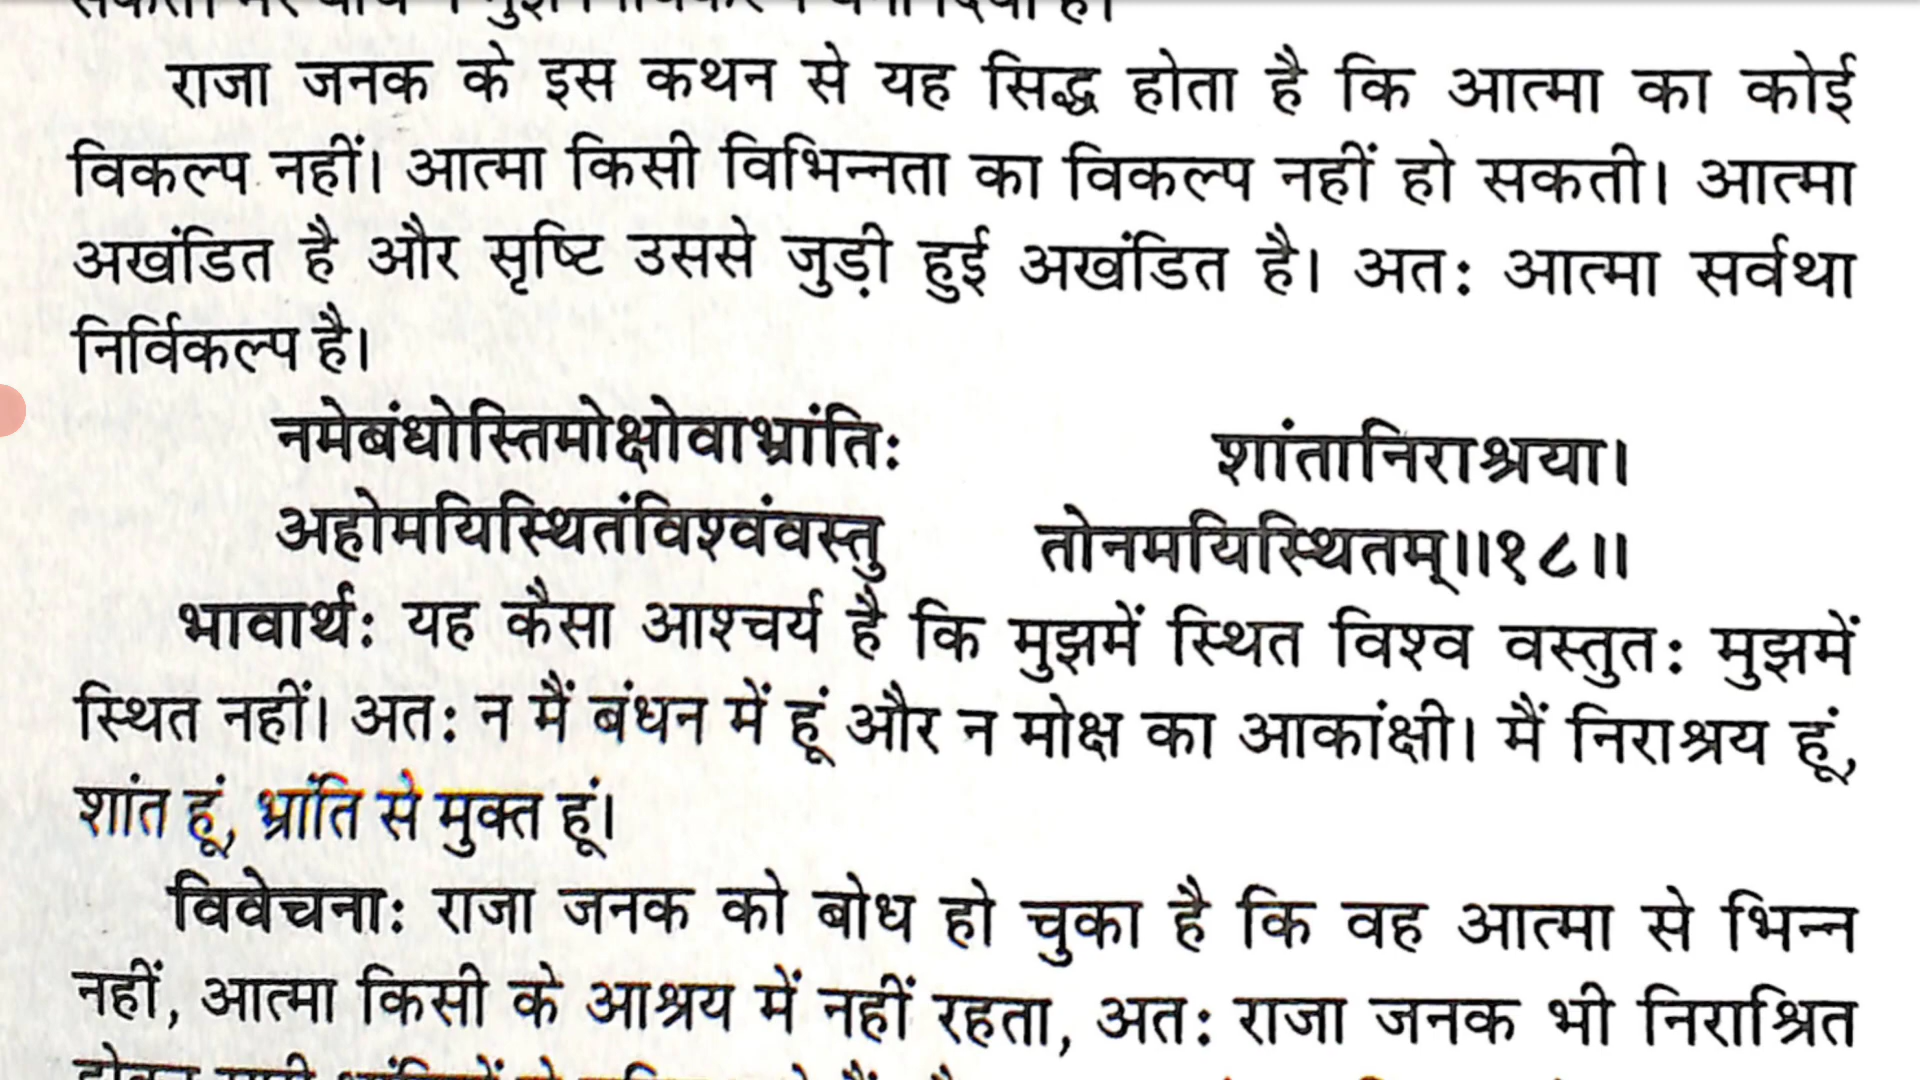 राजा जनक के इस कथन से यह सिद्ध होता है कि आत्मा का कोई
विकल्प नहीं। आत्मा किसी विभिन्नता का विकल्प नहीं हो सकती। आत्मा
अखंडित है और सृष्टि उससे जुड़ी हुई अखंडित है। अतः आत्मा सर्वथा
निर्विकल्प है।
नमेबंधोस्तिमोक्षोवाभ्रांतिः शांतानिराश्रया।
अहोमयिस्थितंविश्वंवस्तु तोनमयिस्थितम्॥१८॥
भावार्थः यह कैसा आश्चर्य है कि मुझमें स्थित विश्व वस्तुतः मुझमें
स्थित नहीं। अतः न मैं बंधन में हूं और न मोक्ष का आकांक्षी। मैं निराश्रय हूं,
शांत हूं, भ्रांति से मुक्त हूं।
विवेचनाः राजा जनक को बोध हो चुका है कि वह आत्मा से भिन्न
नहीं, आत्मा किसी के आश्रय में नहीं रहता, अतः राजा जनक भी निराश्रित